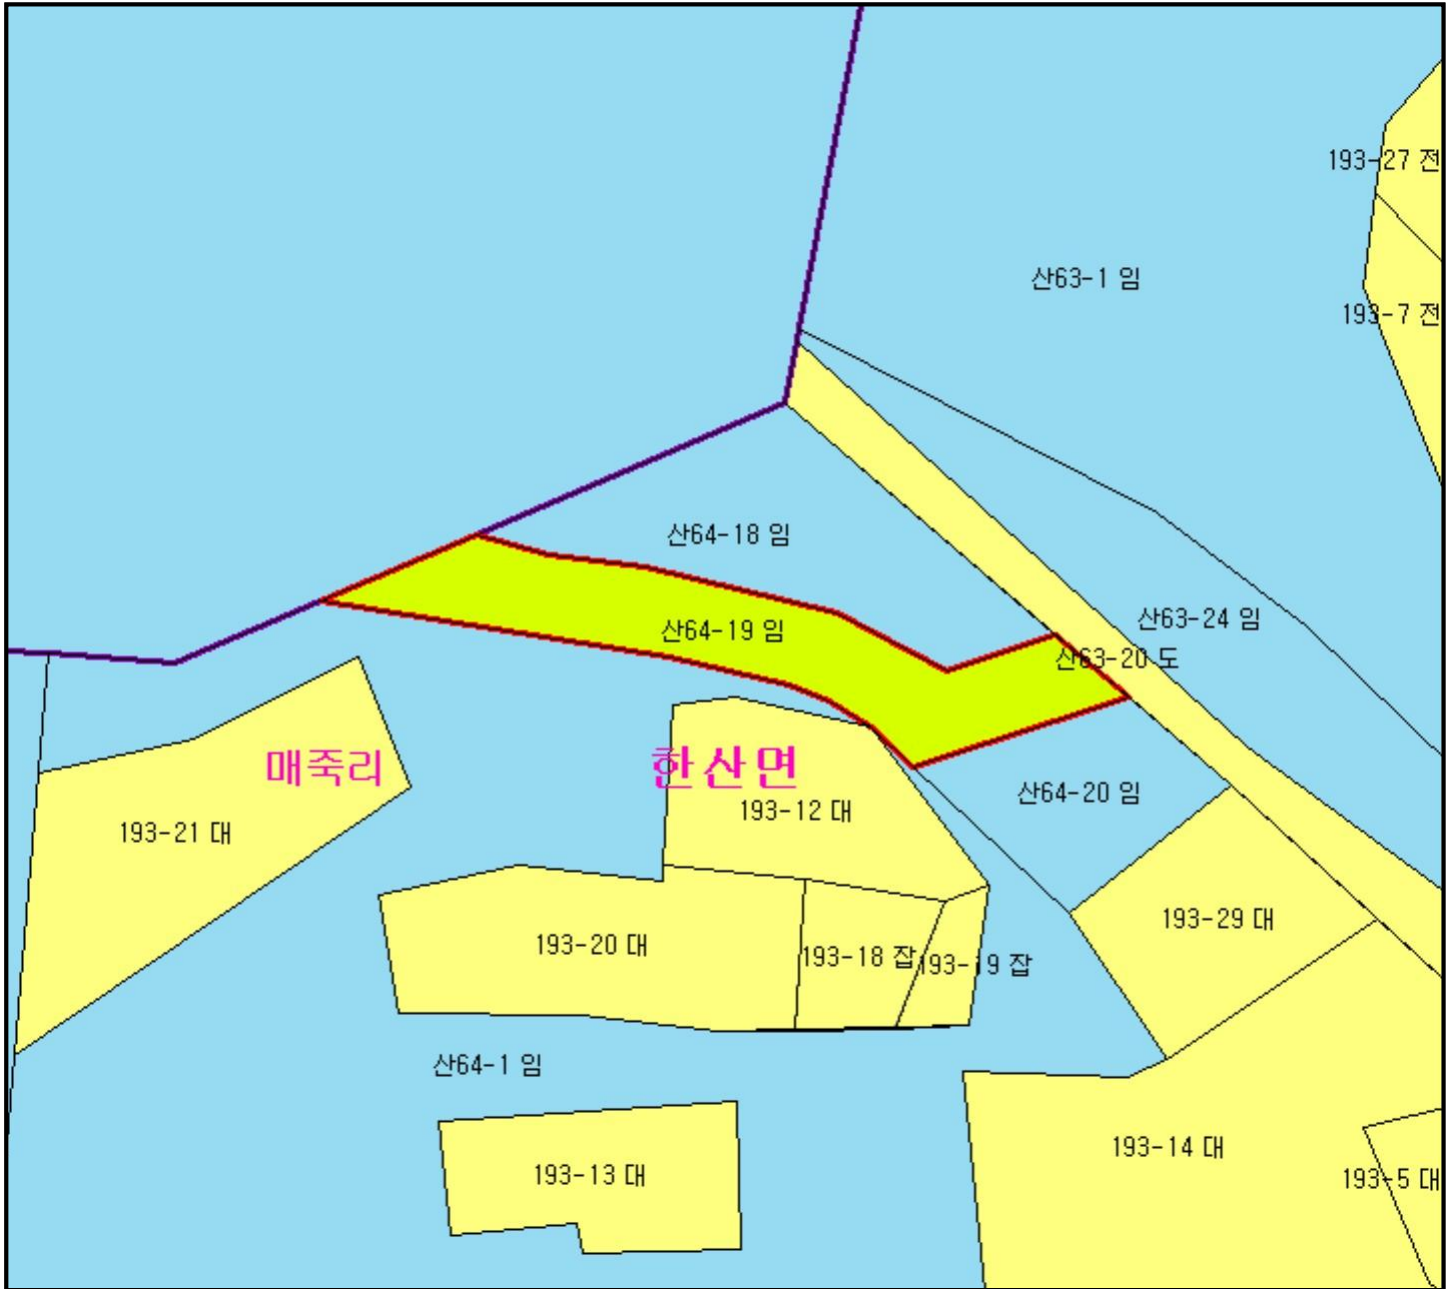 193-27 전
산63-1 임
193-7 전
산64-18 임
산63-24 임
산64-19 임
산63-20 도
매죽리
한산면
산64-20 임
193-12 대
193-21 대
193-29 대
193-20 대
193-18 잡
193-19 잡
산64-1 임
193-14 대
193-13 대
193-5 대